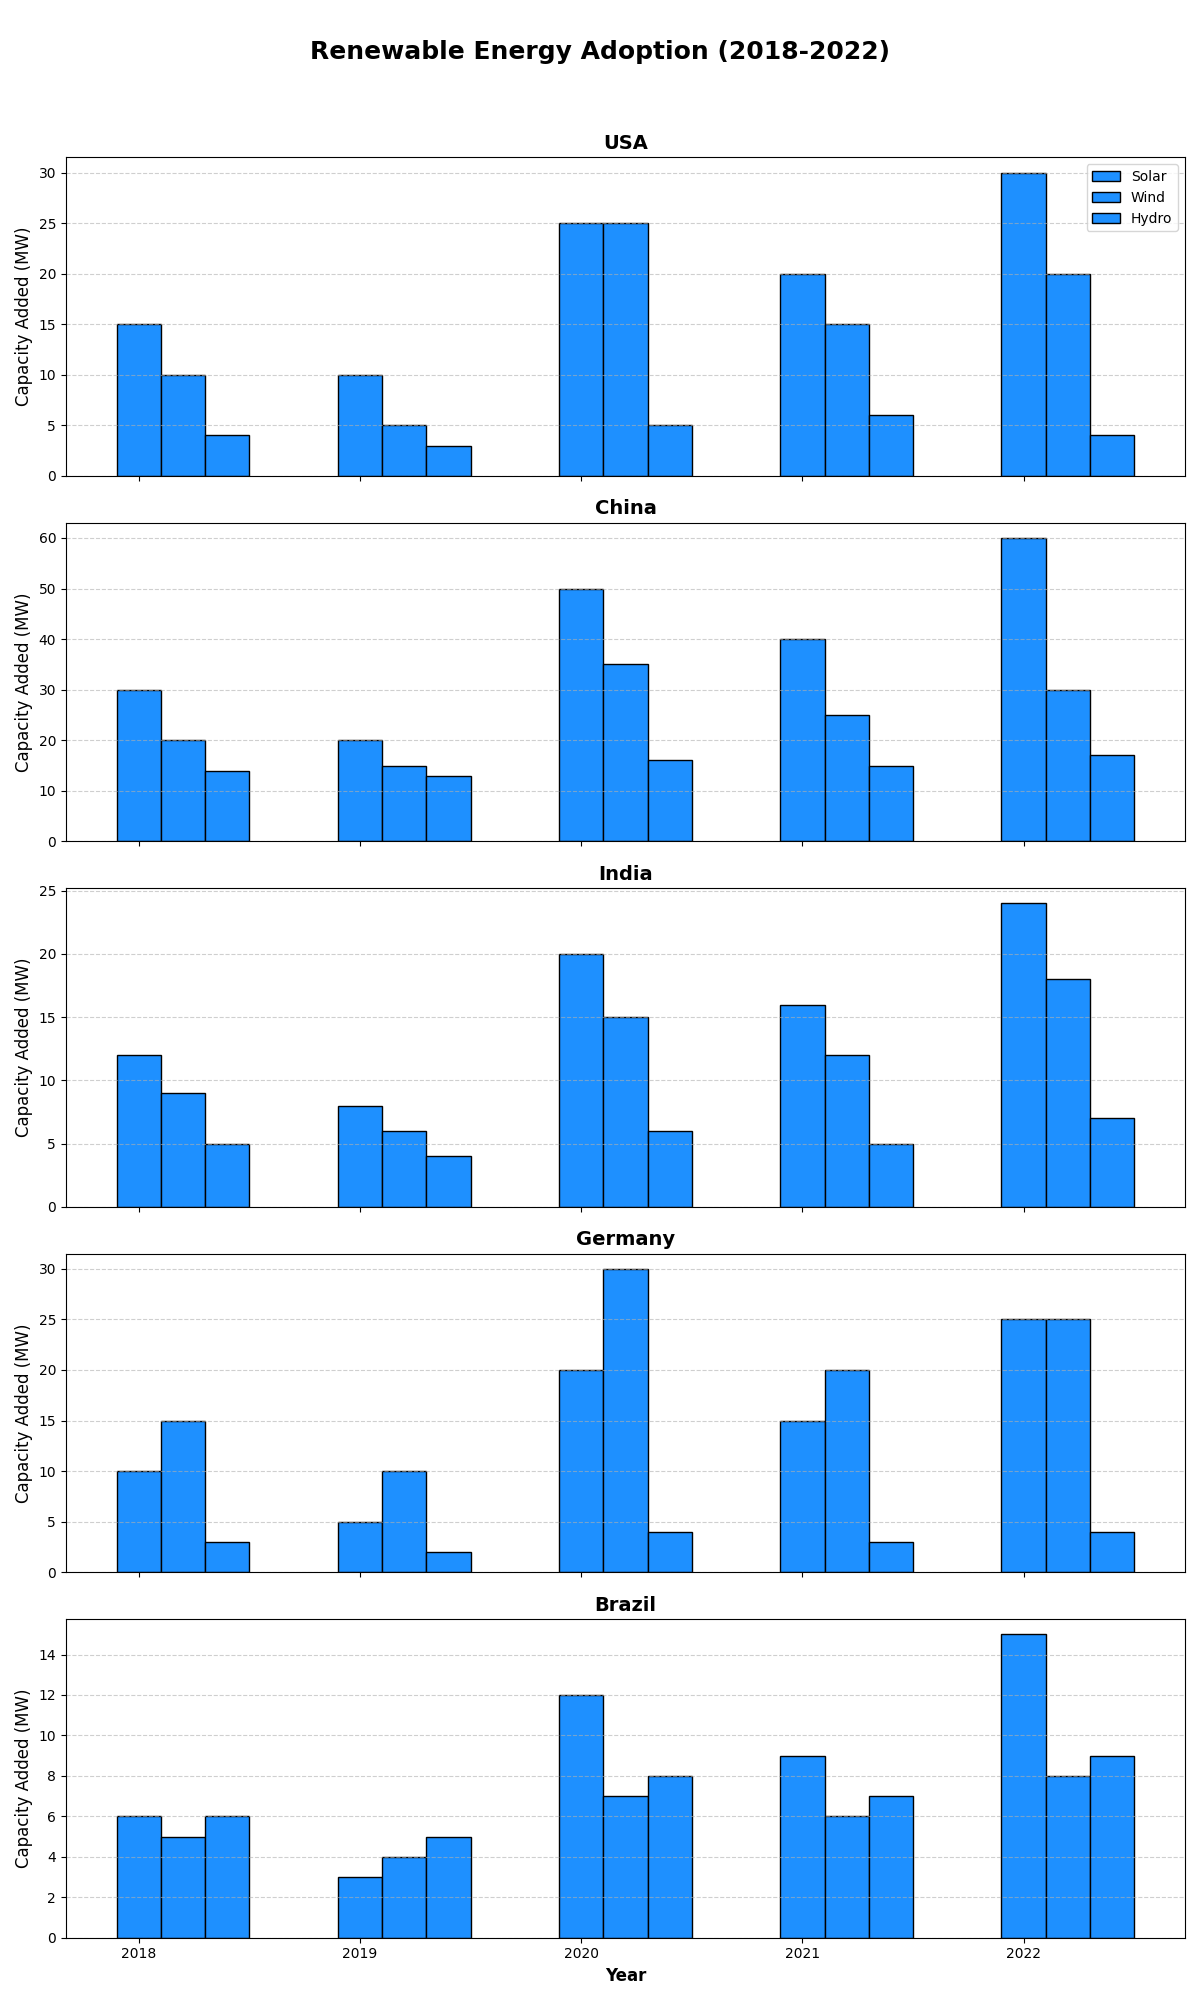 Renewable Energy Adoption (2018-2022)
USA
Capacity Added (MW)
30
25
20
15
10
5
0
Solar
Wind
Hydro
China
Capacity Added (MW)
60
50
40
30
20
10
0
India
Capacity Added (MW)
25
20
15
10
5
0
Germany
Capacity Added (MW)
30
25
20
15
10
5
0
Brazil
Capacity Added (MW)
14
12
10
8
6
4
2
0
2018 2019 2020 2021 2022
Year